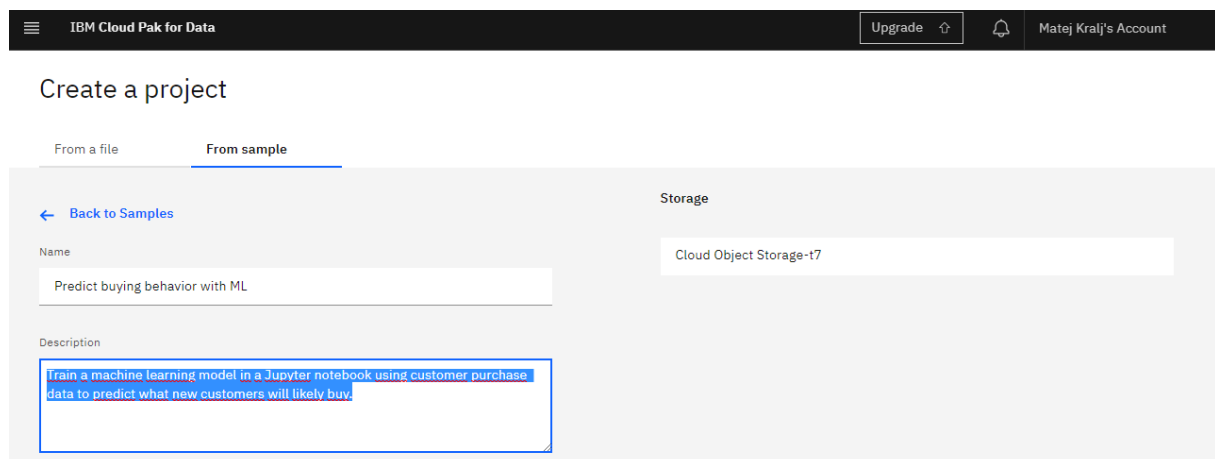 IBM Cloud Pak for Data
Upgrade
Matej Kralj's Account
Create a project
From a file
From sample
Back to Samples
Name
Predict buying behavior with ML
Description
Train a machine learning model in a Jupyter notebook using customer purchase
data to predict what new customers will likely buy.
Storage
Cloud Object Storage-t7